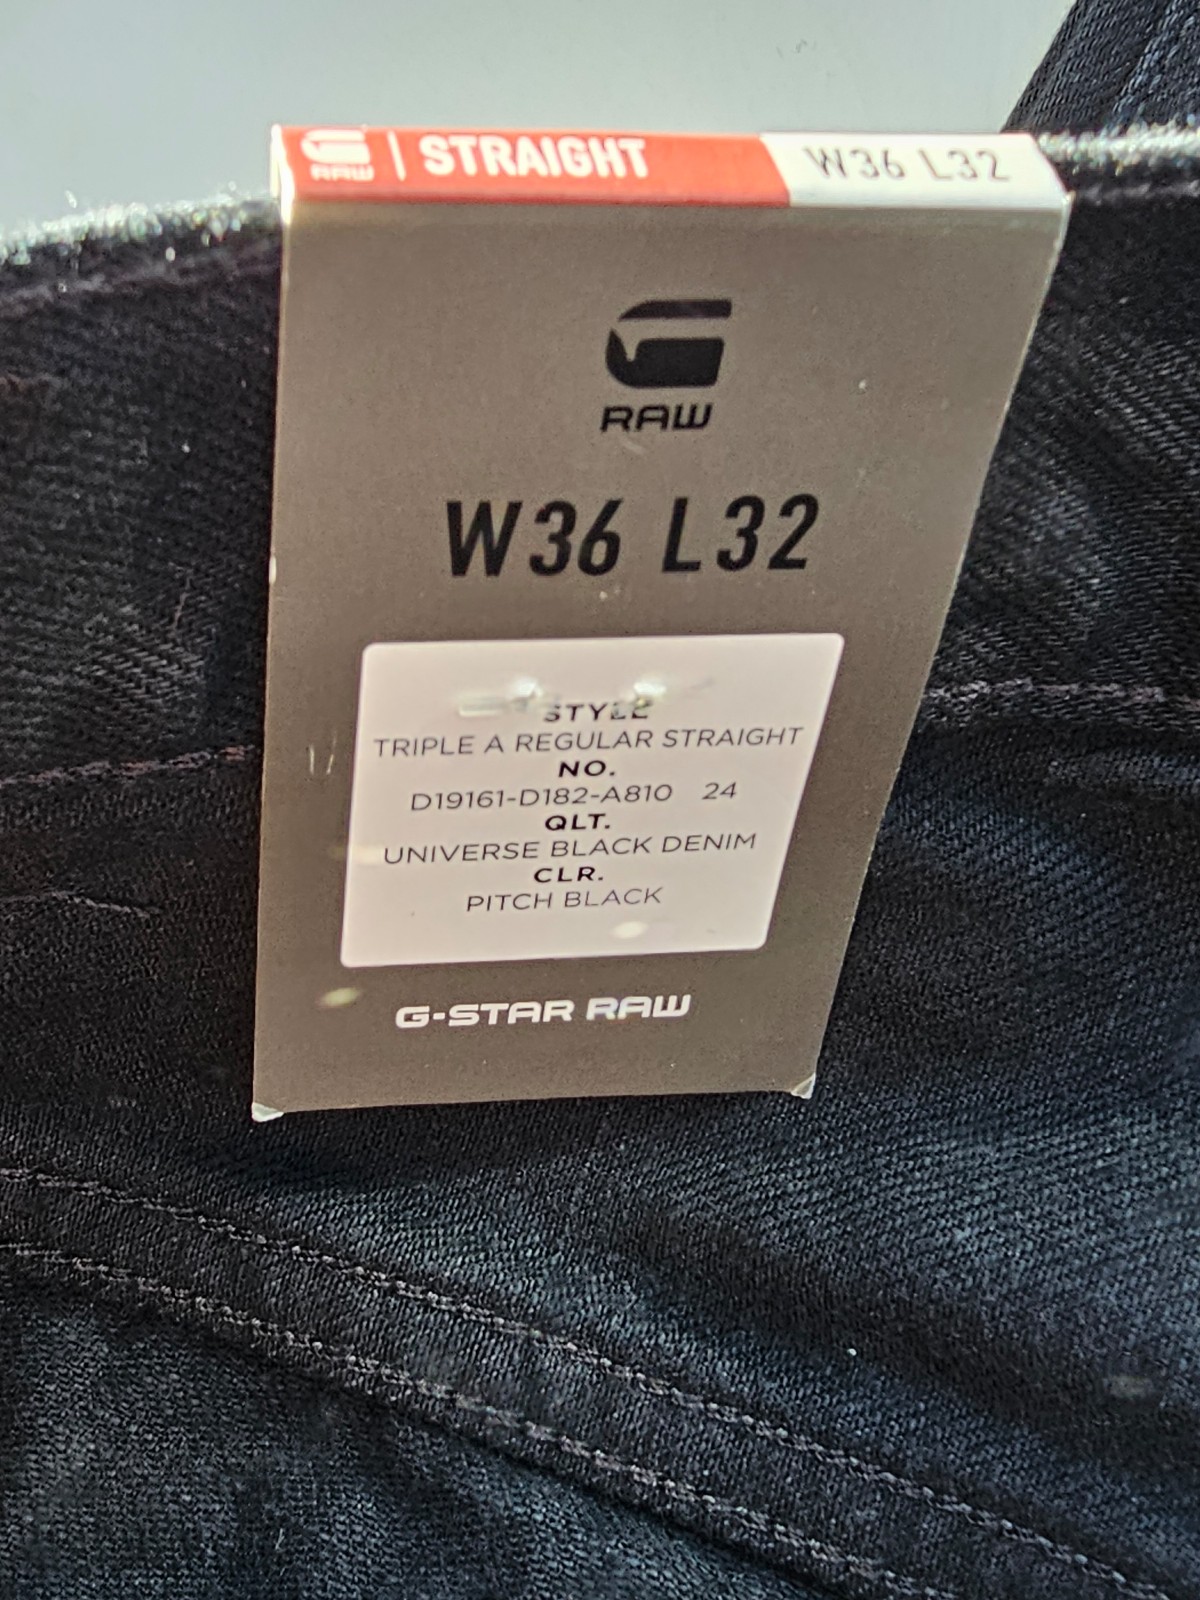 RAW | STRAIGHT W36 L32
RAW
W36 L32
STYLE
TRIPLE A REGULAR STRAIGHT
NO.
D19161-D182-A810 24
QLT.
UNIVERSE BLACK DENIM
CLR.
PITCH BLACK
G-STAR RAW